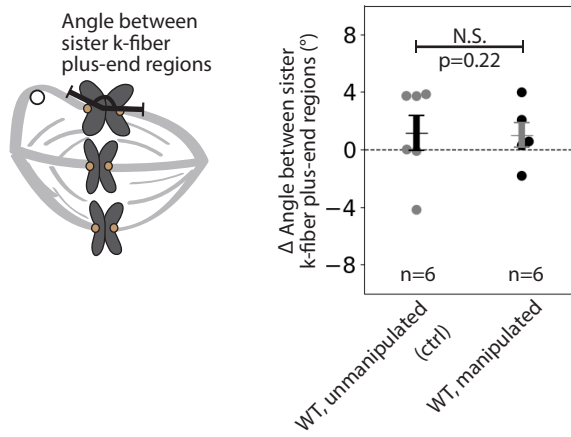 Angle between
sister k-fiber
plus-end regions
Δ Angle between sister
k-fiber plus-end regions (°)
8
4
0
−4
−8
N.S.
p=0.22
n=6
n=6
WT, unmanipulated
(ctrl)
WT, manipulated